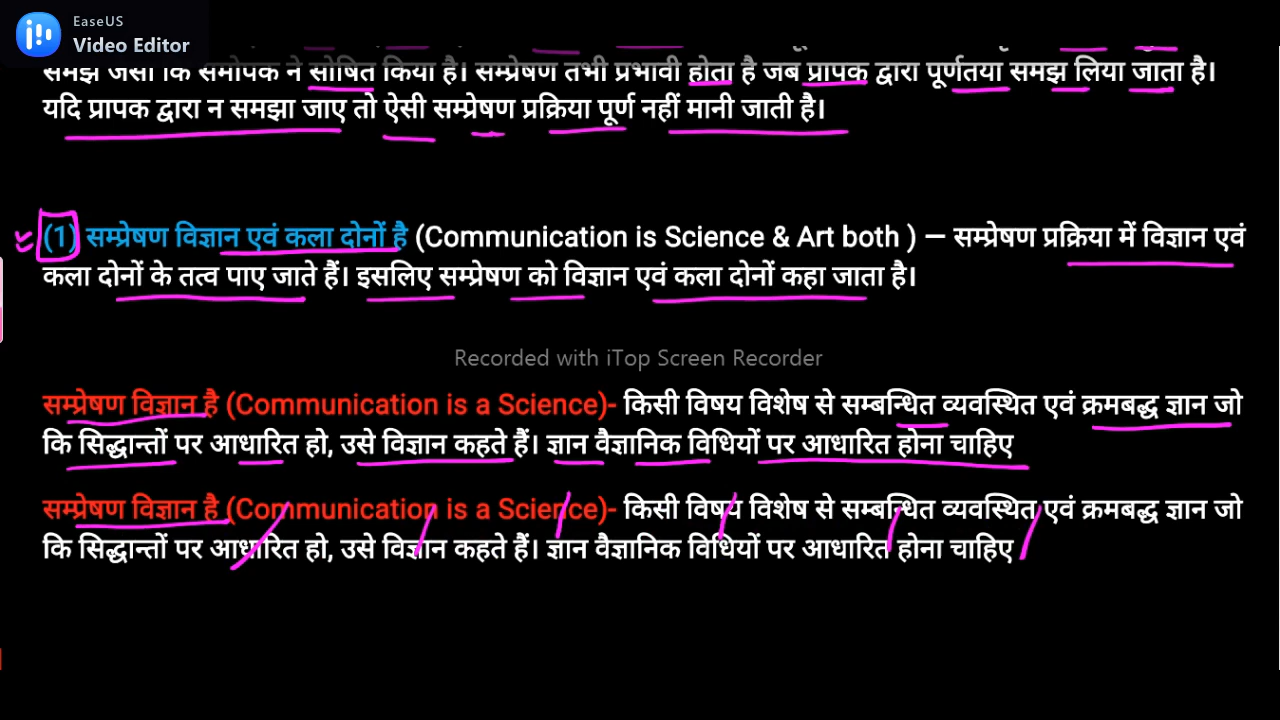 EaseUS
Video Editor
समझ जैसा कि समोपक ने सोषित किया है। सम्प्रेषण तभी प्रभावी होता है जब प्रापक द्वारा पूर्णतया समझ लिया जाता है।
यदि प्रापक द्वारा न समझा जाए तो ऐसी सम्प्रेषण प्रक्रिया पूर्ण नहीं मानी जाती है।
(1) सम्प्रेषण विज्ञान एवं कला दोनों है (Communication is Science & Art both ) — सम्प्रेषण प्रक्रिया में विज्ञान एवं
कला दोनों के तत्व पाए जाते हैं। इसलिए सम्प्रेषण को विज्ञान एवं कला दोनों कहा जाता है।
Recorded with iTop Screen Recorder
सम्प्रेषण विज्ञान है (Communication is a Science)- किसी विषय विशेष से सम्बन्धित व्यवस्थित एवं क्रमबद्ध ज्ञान जो
कि सिद्धान्तों पर आधारित हो, उसे विज्ञान कहते हैं। ज्ञान वैज्ञानिक विधियों पर आधारित होना चाहिए
सम्प्रेषण विज्ञान है (Communication is a Science)- किसी विषय विशेष से सम्बन्धित व्यवस्थित एवं क्रमबद्ध ज्ञान जो
कि सिद्धान्तों पर आधारित हो, उसे विज्ञान कहते हैं। ज्ञान वैज्ञानिक विधियों पर आधारित होना चाहिए